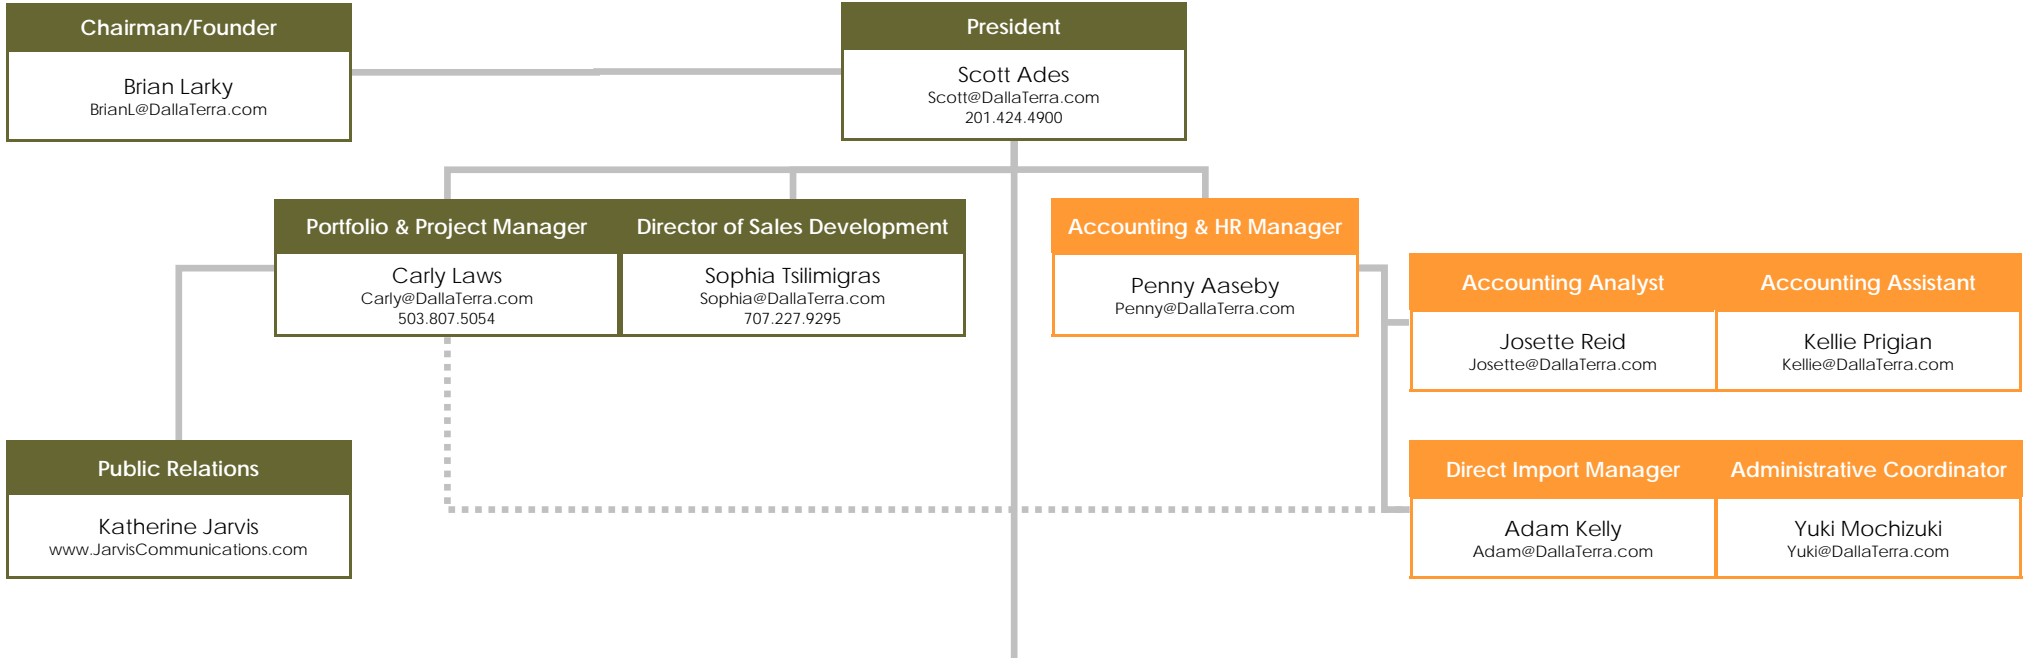 Chairman/Founder
Brian Larky
BrianL@DallaTerra.com
President
Scott Ades
Scott@DallaTerra.com
201.424.4900
Portfolio & Project Manager
Carly Laws
Carly@DallaTerra.com
503.807.5054
Director of Sales Development
Sophia Tsilimigras
Sophia@DallaTerra.com
707.227.9295
Accounting & HR Manager
Penny Aaseby
Penny@DallaTerra.com
Accounting Analyst
Josette Reid
Josette@DallaTerra.com
Accounting Assistant
Kellie Prigian
Kellie@DallaTerra.com
Public Relations
Katherine Jarvis
www.JarvisCommunications.com
Direct Import Manager
Adam Kelly
Adam@DallaTerra.com
Administrative Coordinator
Yuki Mochizuki
Yuki@DallaTerra.com